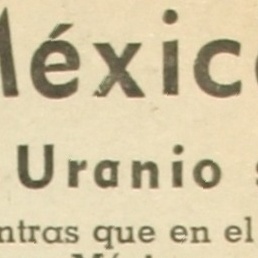 México
Uranio
ntras que en el